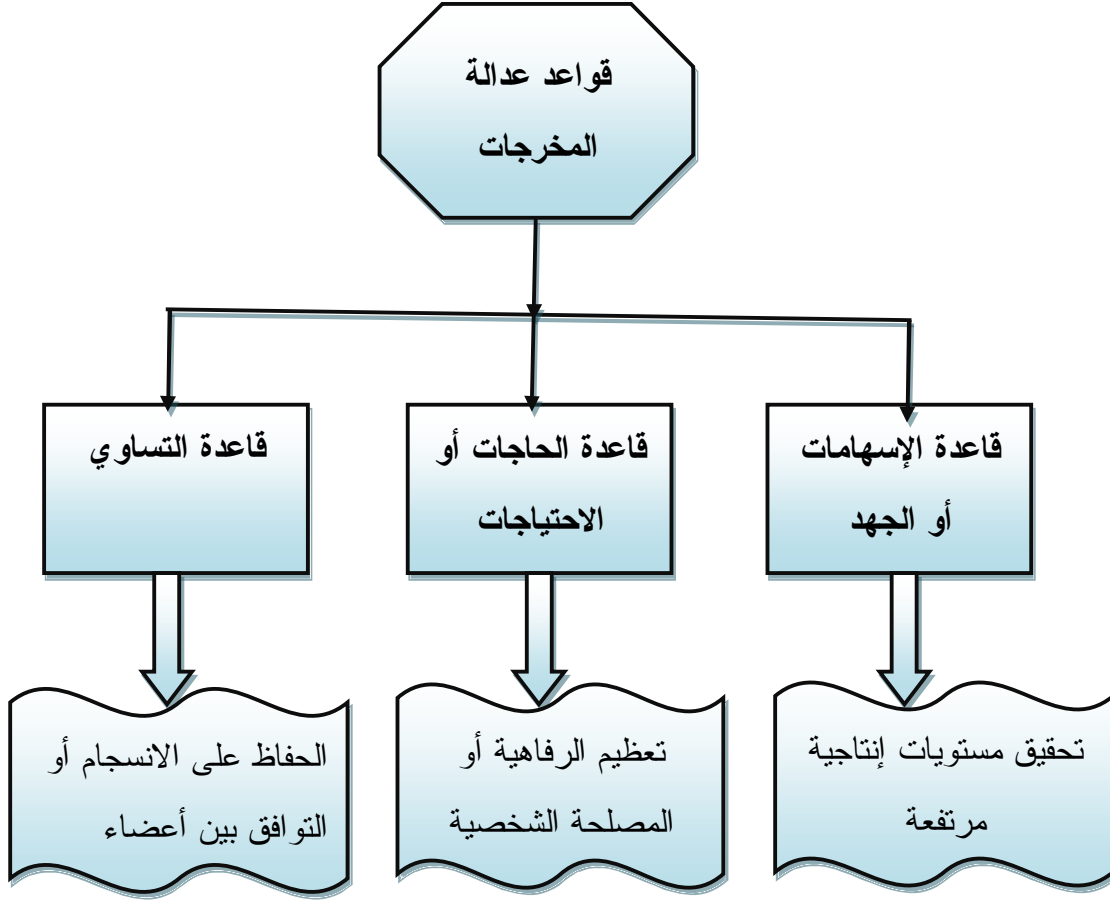 قواعد عدالة
المخرجات
قاعدة الإسهامات
أو الجهد
قاعدة الحاجات أو
الاحتياجات
قاعدة التساوي
تحقيق مستويات إنتاجية
مرتفعة
تعظيم الرفاهية أو
المصلحة الشخصية
الحفاظ على الانسجام أو
التوافق بين أعضاء